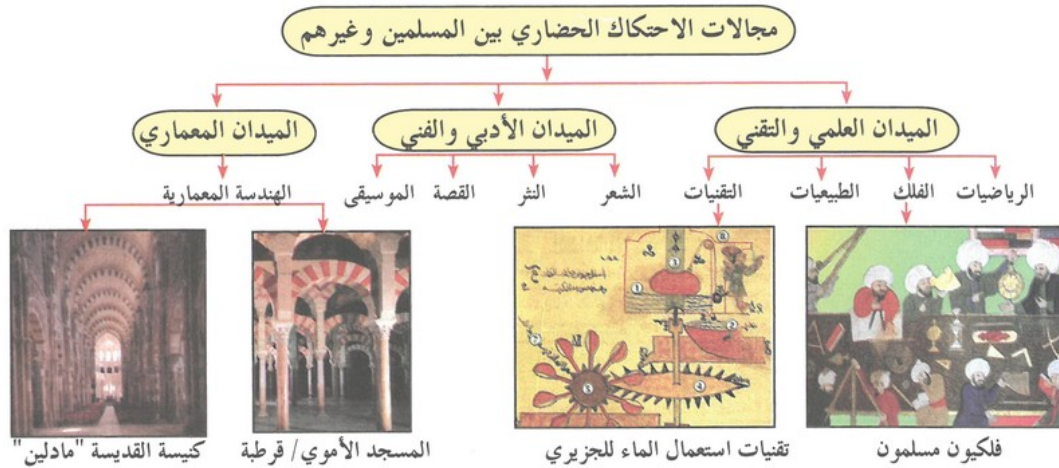 مجالات الاحتكاك الحضاري بين المسلمين وغيرهم
الميدان العلمي والتقني
الميدان الأدبي والفني
الميدان المعماري
الرياضيات
الفلك
الطبيعيات
التقنيات
الشعر
النثر
القصة
الموسيقى
الهندسة المعمارية
فلكيون مسلمون
تقنيات استعمال الماء للجزيري
المسجد الأموي/ قرطبة
كنيسة القديسة "مادلين"